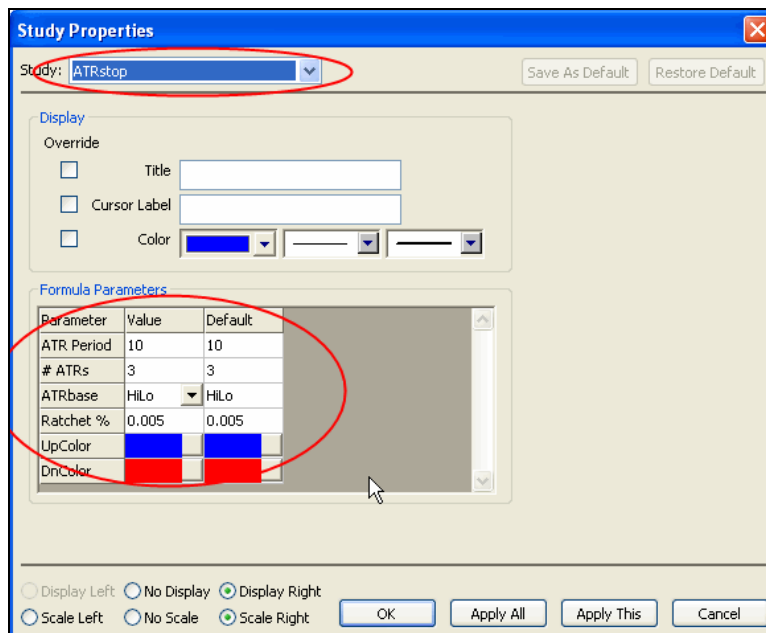 Study Properties
Study: ATRstop
Save As Default Restore Default
Display
Override
Title
Cursor Label
Color
Formula Parameters
Parameter Value Default
ATR Period 10 10
# ATRs 3 3
ATRbase HiLo HiLo
Ratchet % 0.005 0.005
UpColor
DnColor
Display Left No Display Display Right
Scale Left No Scale Scale Right
OK Apply All Apply This Cancel